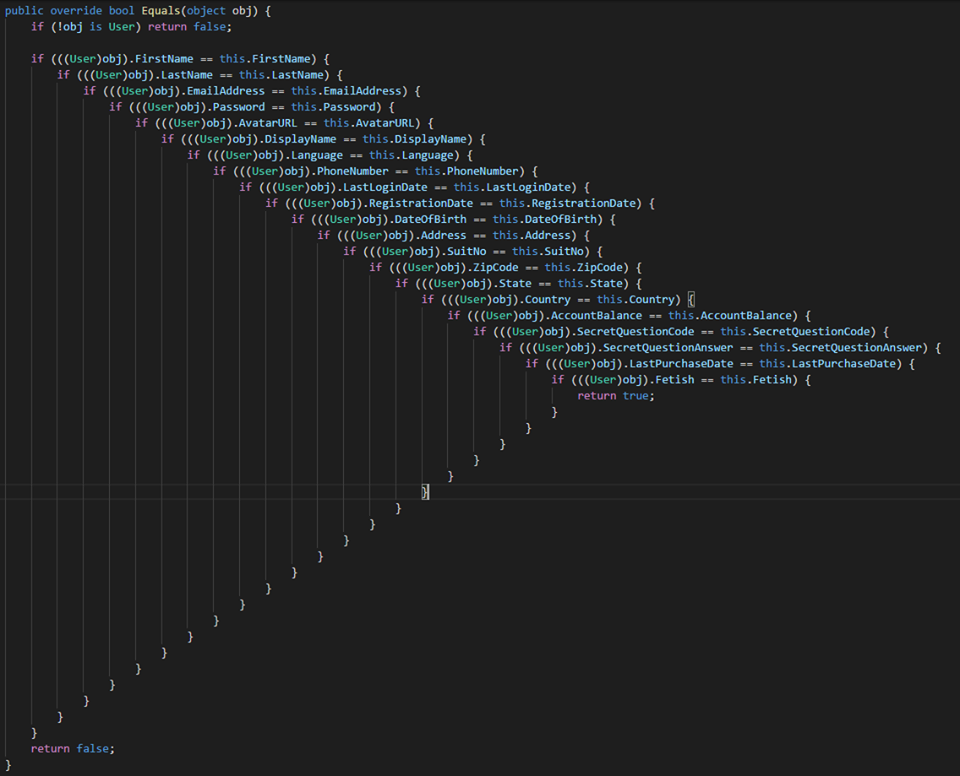 public override bool Equals(object obj) {
    if (!obj is User) return false;

    if (((User)obj).FirstName == this.FirstName) {
        if (((User)obj).LastName == this.LastName) {
            if (((User)obj).EmailAddress == this.EmailAddress) {
                if (((User)obj).Password == this.Password) {
                    if (((User)obj).AvatarURL == this.AvatarURL) {
                        if (((User)obj).DisplayName == this.DisplayName) {
                            if (((User)obj).Language == this.Language) {
                                if (((User)obj).PhoneNumber == this.PhoneNumber) {
                                    if (((User)obj).LastLoginDate == this.LastLoginDate) {
                                        if (((User)obj).RegistrationDate == this.RegistrationDate) {
                                            if (((User)obj).DateOfBirth == this.DateOfBirth) {
                                                if (((User)obj).Address == this.Address) {
                                                    if (((User)obj).SuitNo == this.SuitNo) {
                                                        if (((User)obj).ZipCode == this.ZipCode) {
                                                            if (((User)obj).State == this.State) {
                                                                if (((User)obj).Country == this.Country) {
                                                                    if (((User)obj).AccountBalance == this.AccountBalance) {
                                                                        if (((User)obj).SecretQuestionCode == this.SecretQuestionCode) {
                                                                            if (((User)obj).SecretQuestionAnswer == this.SecretQuestionAnswer) {
                                                                                if (((User)obj).LastPurchaseDate == this.LastPurchaseDate) {
                                                                                    if (((User)obj).Fetish == this.Fetish) {
                                                                                        return true;
                                                                                    }
                                                                                }
                                                                            }
                                                                        }
                                                                    }
                                                                }
                                                            }
                                                        }
                                                    }
                                                }
                                            }
                                        }
                                    }
                                }
                            }
                        }
                    }
                }
            }
        }
    }
    return false;
}